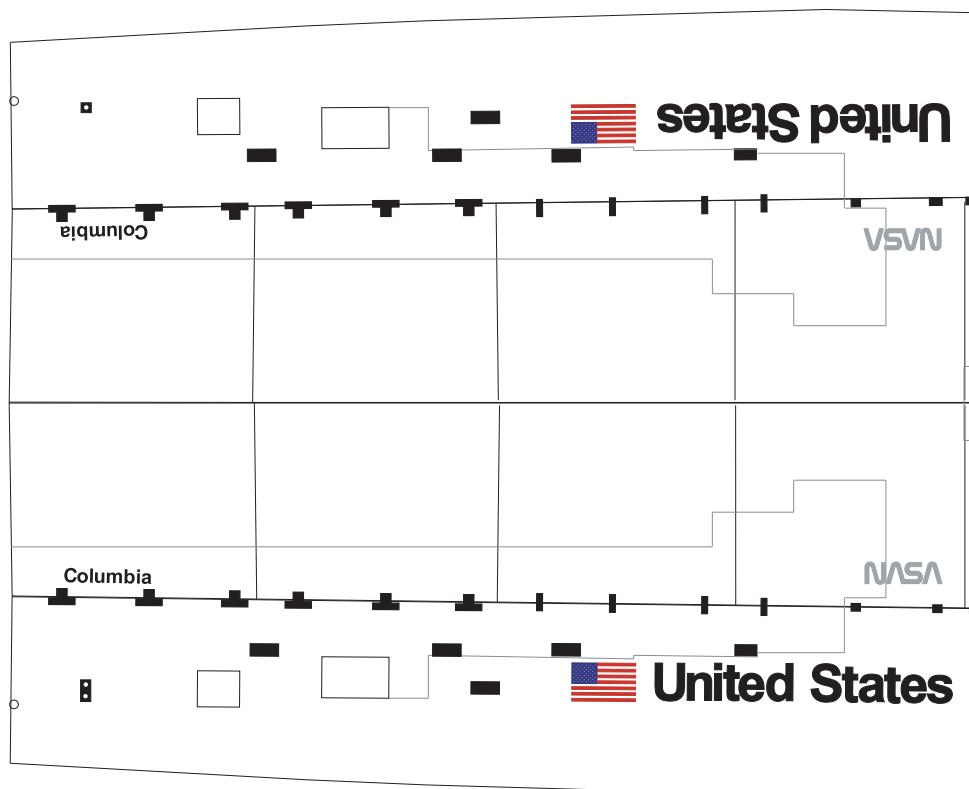 United States
Columbia
NASA
Columbia
NASA
United States